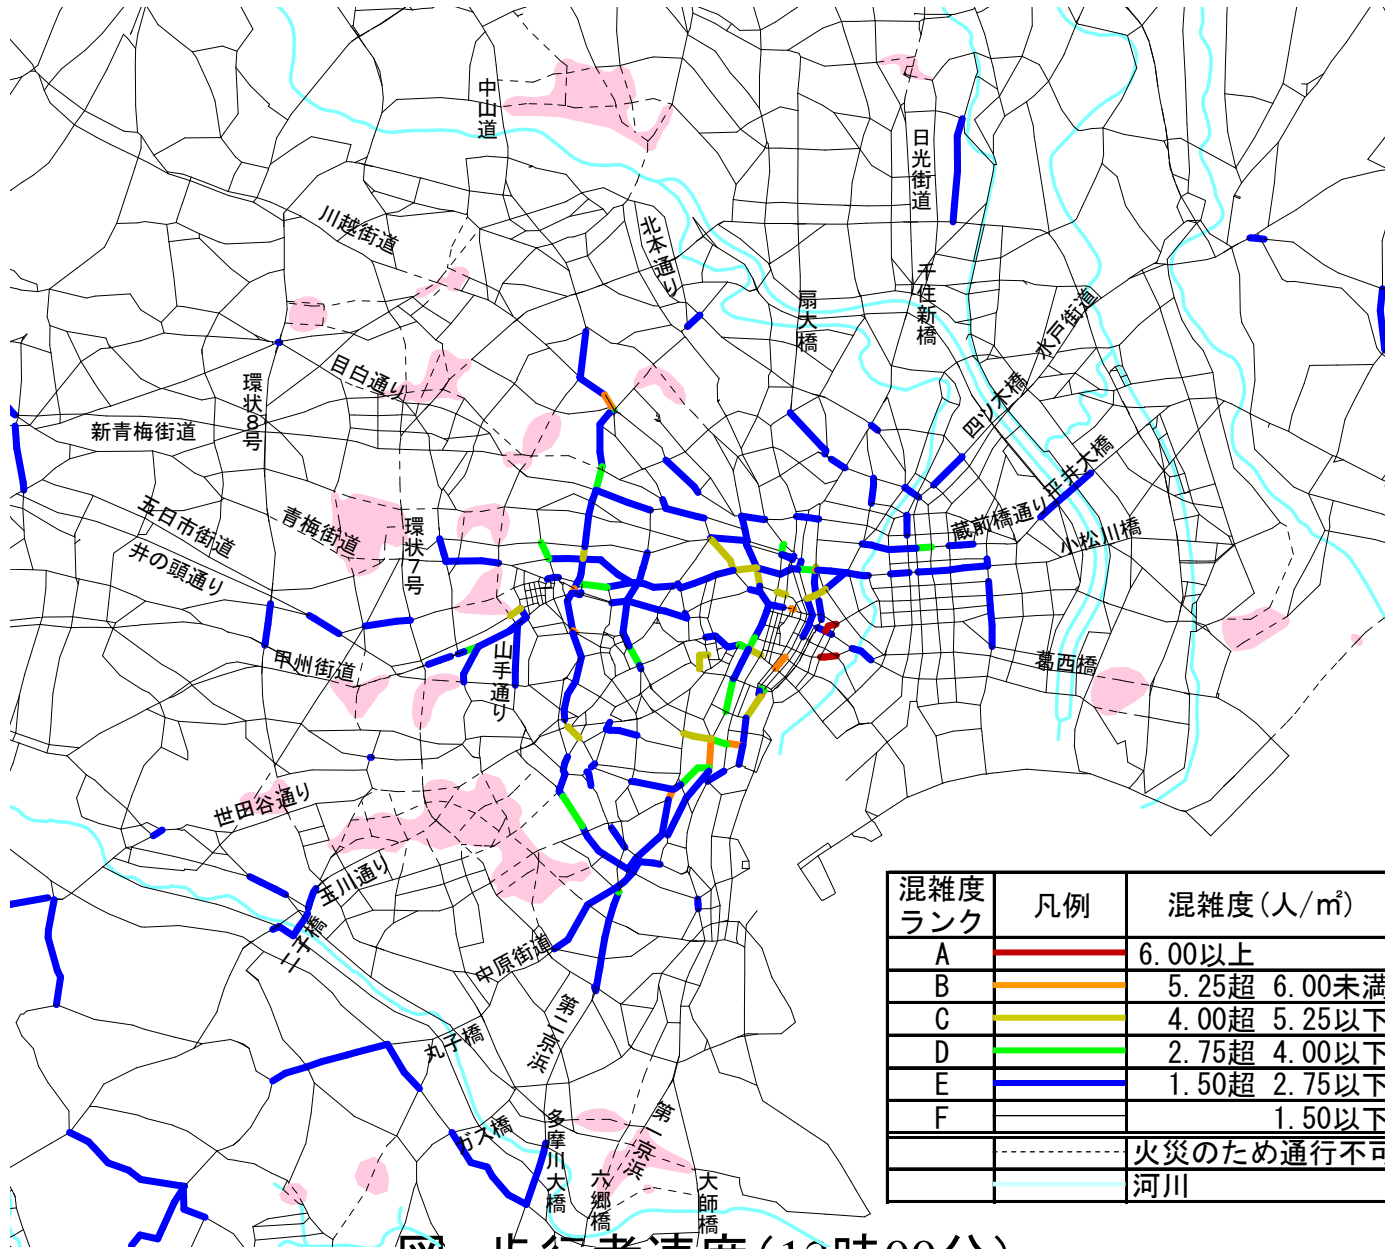 中山道
日光街道
川越街道
北本通り
千住新橋
扇大橋
水戸街道
目白通り
環状8号
四ツ木橋
新青梅街道
平井大橋
五日市街道
青梅街道
環状7号
蔵前橋通り
小松川橋
井の頭通り
甲州街道
山手通り
葛西橋
世田谷通り
玉川通り
二子橋
中原街道
第二京浜
丸子橋
ガス橋
多摩川大橋
第一京浜
六郷橋
大師橋
混雑度ランク 凡例 混雑度(人/㎡)
A 6.00以上
B 5.25超 6.00未満
C 4.00超 5.25以下
D 2.75超 4.00以下
E 1.50超 2.75以下
F 1.50以下
火災のため通行不可
河川